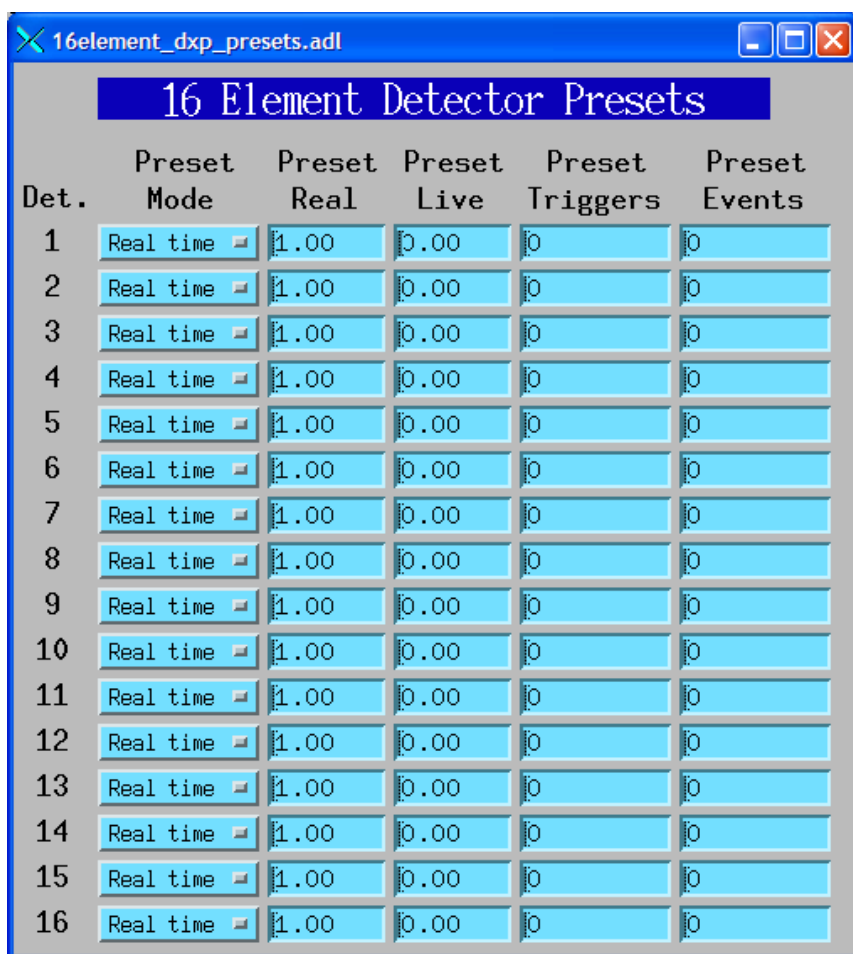 16element_dxp_presets.adl
16 Element Detector Presets
Preset Preset Preset Preset Preset
Det. Mode Real Live Triggers Events
1 Real time 1.00 0.00 0 0
2 Real time 1.00 0.00 0 0
3 Real time 1.00 0.00 0 0
4 Real time 1.00 0.00 0 0
5 Real time 1.00 0.00 0 0
6 Real time 1.00 0.00 0 0
7 Real time 1.00 0.00 0 0
8 Real time 1.00 0.00 0 0
9 Real time 1.00 0.00 0 0
10 Real time 1.00 0.00 0 0
11 Real time 1.00 0.00 0 0
12 Real time 1.00 0.00 0 0
13 Real time 1.00 0.00 0 0
14 Real time 1.00 0.00 0 0
15 Real time 1.00 0.00 0 0
16 Real time 1.00 0.00 0 0